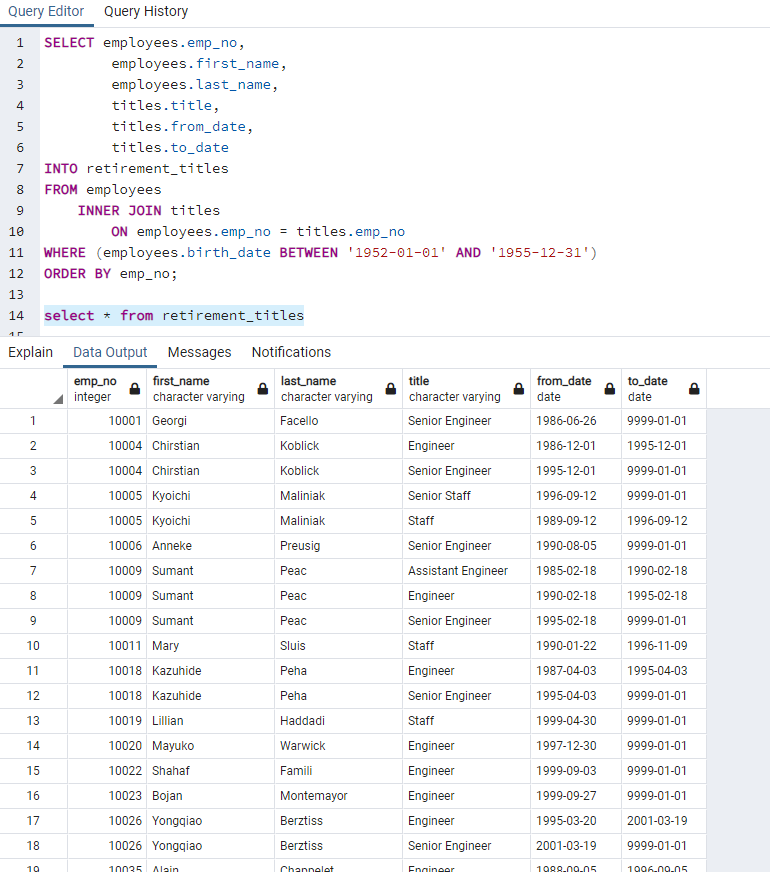 Query Editor Query History
1 SELECT employees.emp_no,
2 employees.first_name,
3 employees.last_name,
4 titles.title,
5 titles.from_date,
6 titles.to_date
7 INTO retirement_titles
8 FROM employees
9 INNER JOIN titles
10 ON employees.emp_no = titles.emp_no
11 WHERE (employees.birth_date BETWEEN '1952-01-01' AND '1955-12-31')
12 ORDER BY emp_no;
13
14 select * from retirement_titles
15
Explain Data Output Messages Notifications
emp_no first_name last_name title from_date to_date
integer character varying character varying character varying date date
1 10001 Georgi Facello Senior Engineer 1986-06-26 9999-01-01
2 10004 Chirstian Koblick Engineer 1986-12-01 1995-12-01
3 10004 Chirstian Koblick Senior Engineer 1995-12-01 9999-01-01
4 10005 Kyoichi Maliniak Senior Staff 1996-09-12 9999-01-01
5 10005 Kyoichi Maliniak Staff 1989-09-12 1996-09-12
6 10006 Anneke Preusig Senior Engineer 1990-08-05 9999-01-01
7 10009 Sumant Peac Assistant Engineer 1985-02-18 1990-02-18
8 10009 Sumant Peac Engineer 1990-02-18 1995-02-18
9 10009 Sumant Peac Senior Engineer 1995-02-18 9999-01-01
10 10011 Mary Sluis Staff 1990-01-22 1996-11-09
11 10018 Kazuhide Peha Engineer 1987-04-03 1995-04-03
12 10018 Kazuhide Peha Senior Engineer 1995-04-03 9999-01-01
13 10019 Lillian Haddadi Staff 1999-04-30 9999-01-01
14 10020 Mayuko Warwick Engineer 1997-12-30 9999-01-01
15 10022 Shahaf Famili Engineer 1999-09-03 9999-01-01
16 10023 Bojan Montemayor Engineer 1999-09-27 9999-01-01
17 10026 Yongqiao Berztiss Engineer 1995-03-20 2001-03-19
18 10026 Yongqiao Berztiss Senior Engineer 2001-03-19 9999-01-01
19 10035 Alain Chappelet Engineer 1988-09-05 1996-09-05